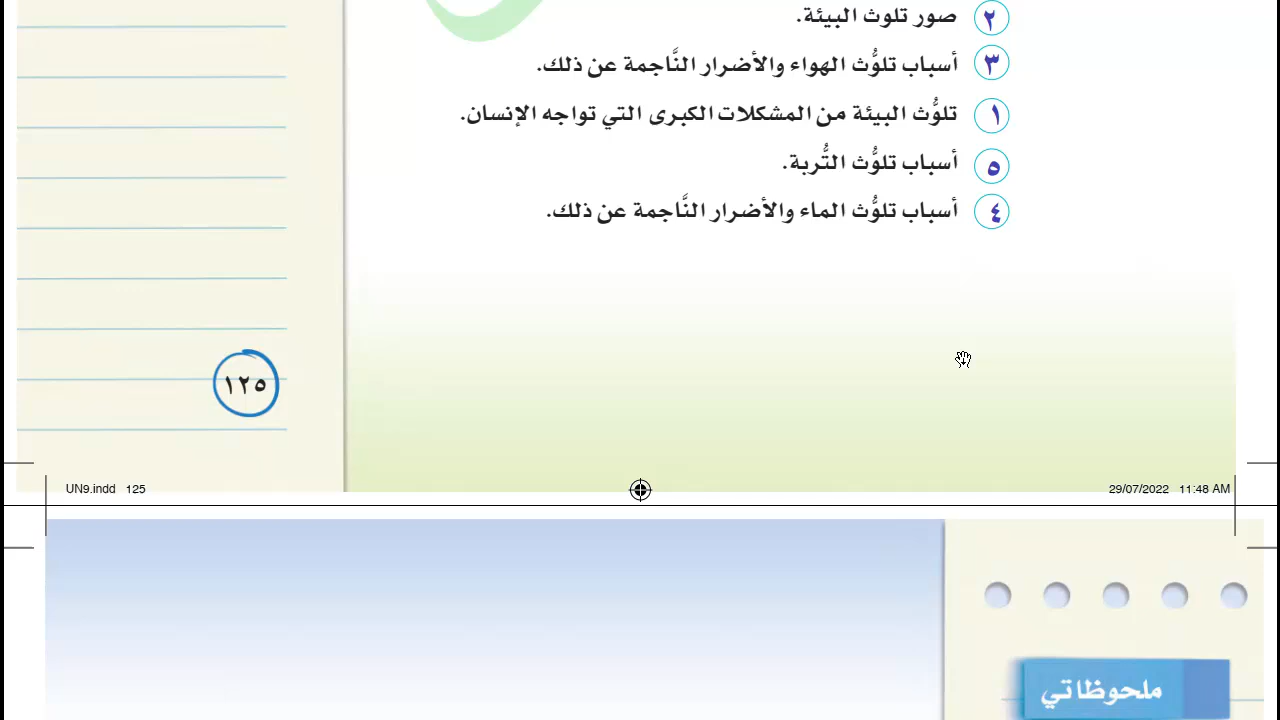 ٢ صور تلوث البيئة.
٣ أسباب تلوُّث الهواء والأضرار النَّاجمة عن ذلك.
١ تلوُّث البيئة من المشكلات الكبرى التي تواجه الإنسان.
٥ أسباب تلوُّث التُّربة.
٤ أسباب تلوُّث الماء والأضرار النَّاجمة عن ذلك.
١٢٥
UN9.indd 125
29/07/2022 11:48 AM
ملحوظاتي